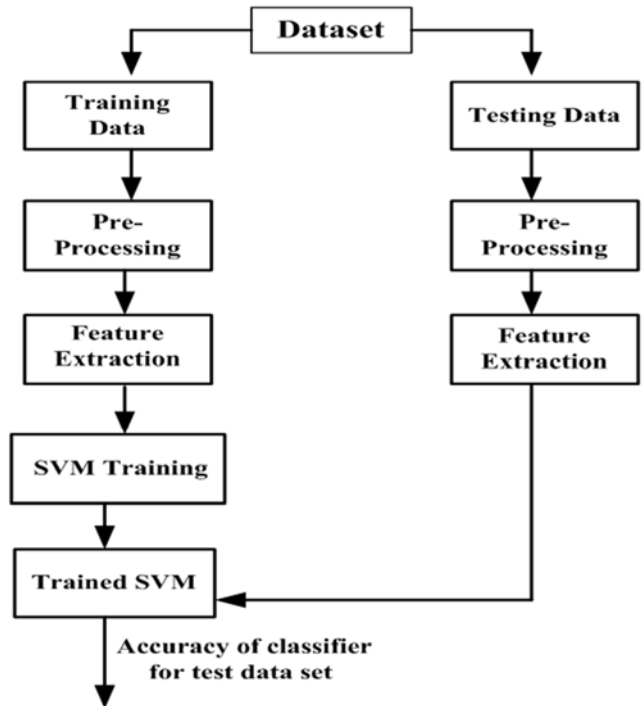 Dataset
Training
Data
Testing Data
Pre-
Processing
Pre-
Processing
Feature
Extraction
Feature
Extraction
SVM Training
Trained SVM
Accuracy of classifier
for test data set